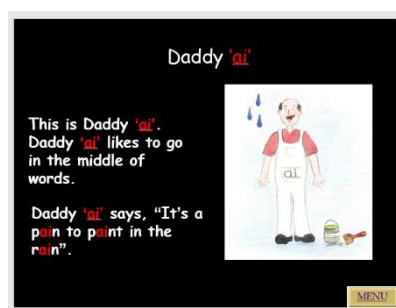 Daddy 'ai'
This is Daddy 'ai'.
Daddy 'ai' likes to go
in the middle of
words.
Daddy 'ai' says, "It's a
pain to paint in the
rain".
ai
MENU